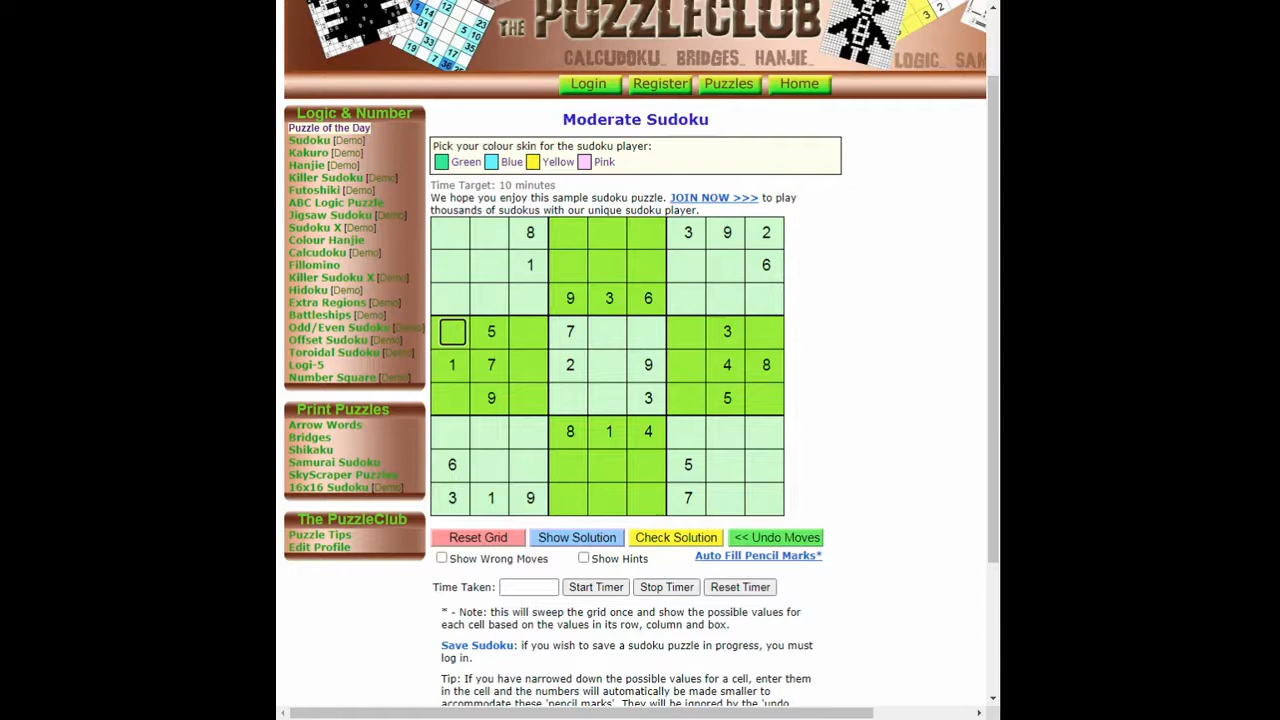 THE PUZZLECLUB
CALCUDOKU_ BRIDGES_ HANJIE_
LOGIC_ SAM
Login Register Puzzles Home
Logic & Number
Puzzle of the Day
Sudoku [Demo]
Kakuro [Demo]
Hanjie [Demo]
Killer Sudoku [Demo]
Futoshiki [Demo]
ABC Logic Puzzle
Jigsaw Sudoku [Demo]
Sudoku X [Demo]
Colour Hanjie
Calcudoku [Demo]
Fillomino
Killer Sudoku X [Demo]
Hidoku [Demo]
Extra Regions [Demo]
Battleships [Demo]
Odd/Even Sudoku [Demo]
Offset Sudoku [Demo]
Toroidal Sudoku [Demo]
Logi-5
Number Square [Demo]
Print Puzzles
Arrow Words
Bridges
Shikaku
Samurai Sudoku
SkyScraper Puzzles
16x16 Sudoku [Demo]
The PuzzleClub
Puzzle Tips
Edit Profile
Moderate Sudoku
Pick your colour skin for the sudoku player:
Green Blue Yellow Pink
Time Target: 10 minutes
We hope you enjoy this sample sudoku puzzle. JOIN NOW >>> to play
thousands of sudokus with our unique sudoku player.
8 3 9 2
1 6
9 3 6
5 7 3
1 7 2 9 4 8
9 3 5
8 1 4
6 5
3 1 9 7
Reset Grid Show Solution Check Solution << Undo Moves
Show Wrong Moves Show Hints Auto Fill Pencil Marks*
Time Taken: Start Timer Stop Timer Reset Timer
* - Note: this will sweep the grid once and show the possible values for
each cell based on the values in its row, column and box.
Save Sudoku: if you wish to save a sudoku puzzle in progress, you must
log in.
Tip: If you have narrowed down the possible values for a cell, enter them
in the cell and the numbers will automatically be made smaller to
accommodate these 'pencil marks'. They will be ignored by the 'undo